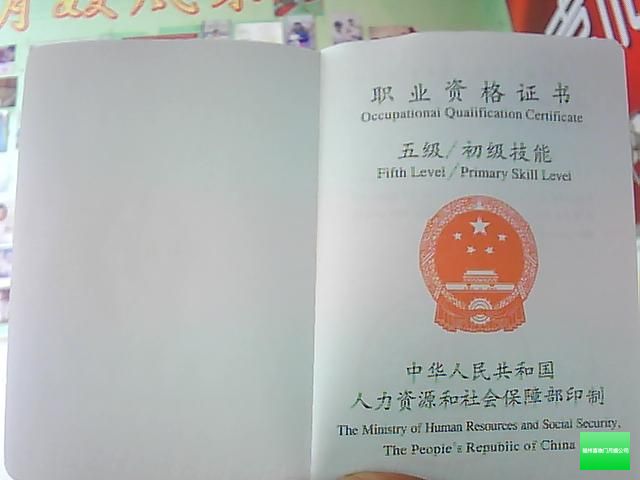 职业资格证书
Occupational Qualification Certificate
五级/初级技能
Fifth Level / Primary Skill Level
中华人民共和国
人力资源和社会保障部印制
The Ministry of Human Resources and Social Security,
The People's Republic of China